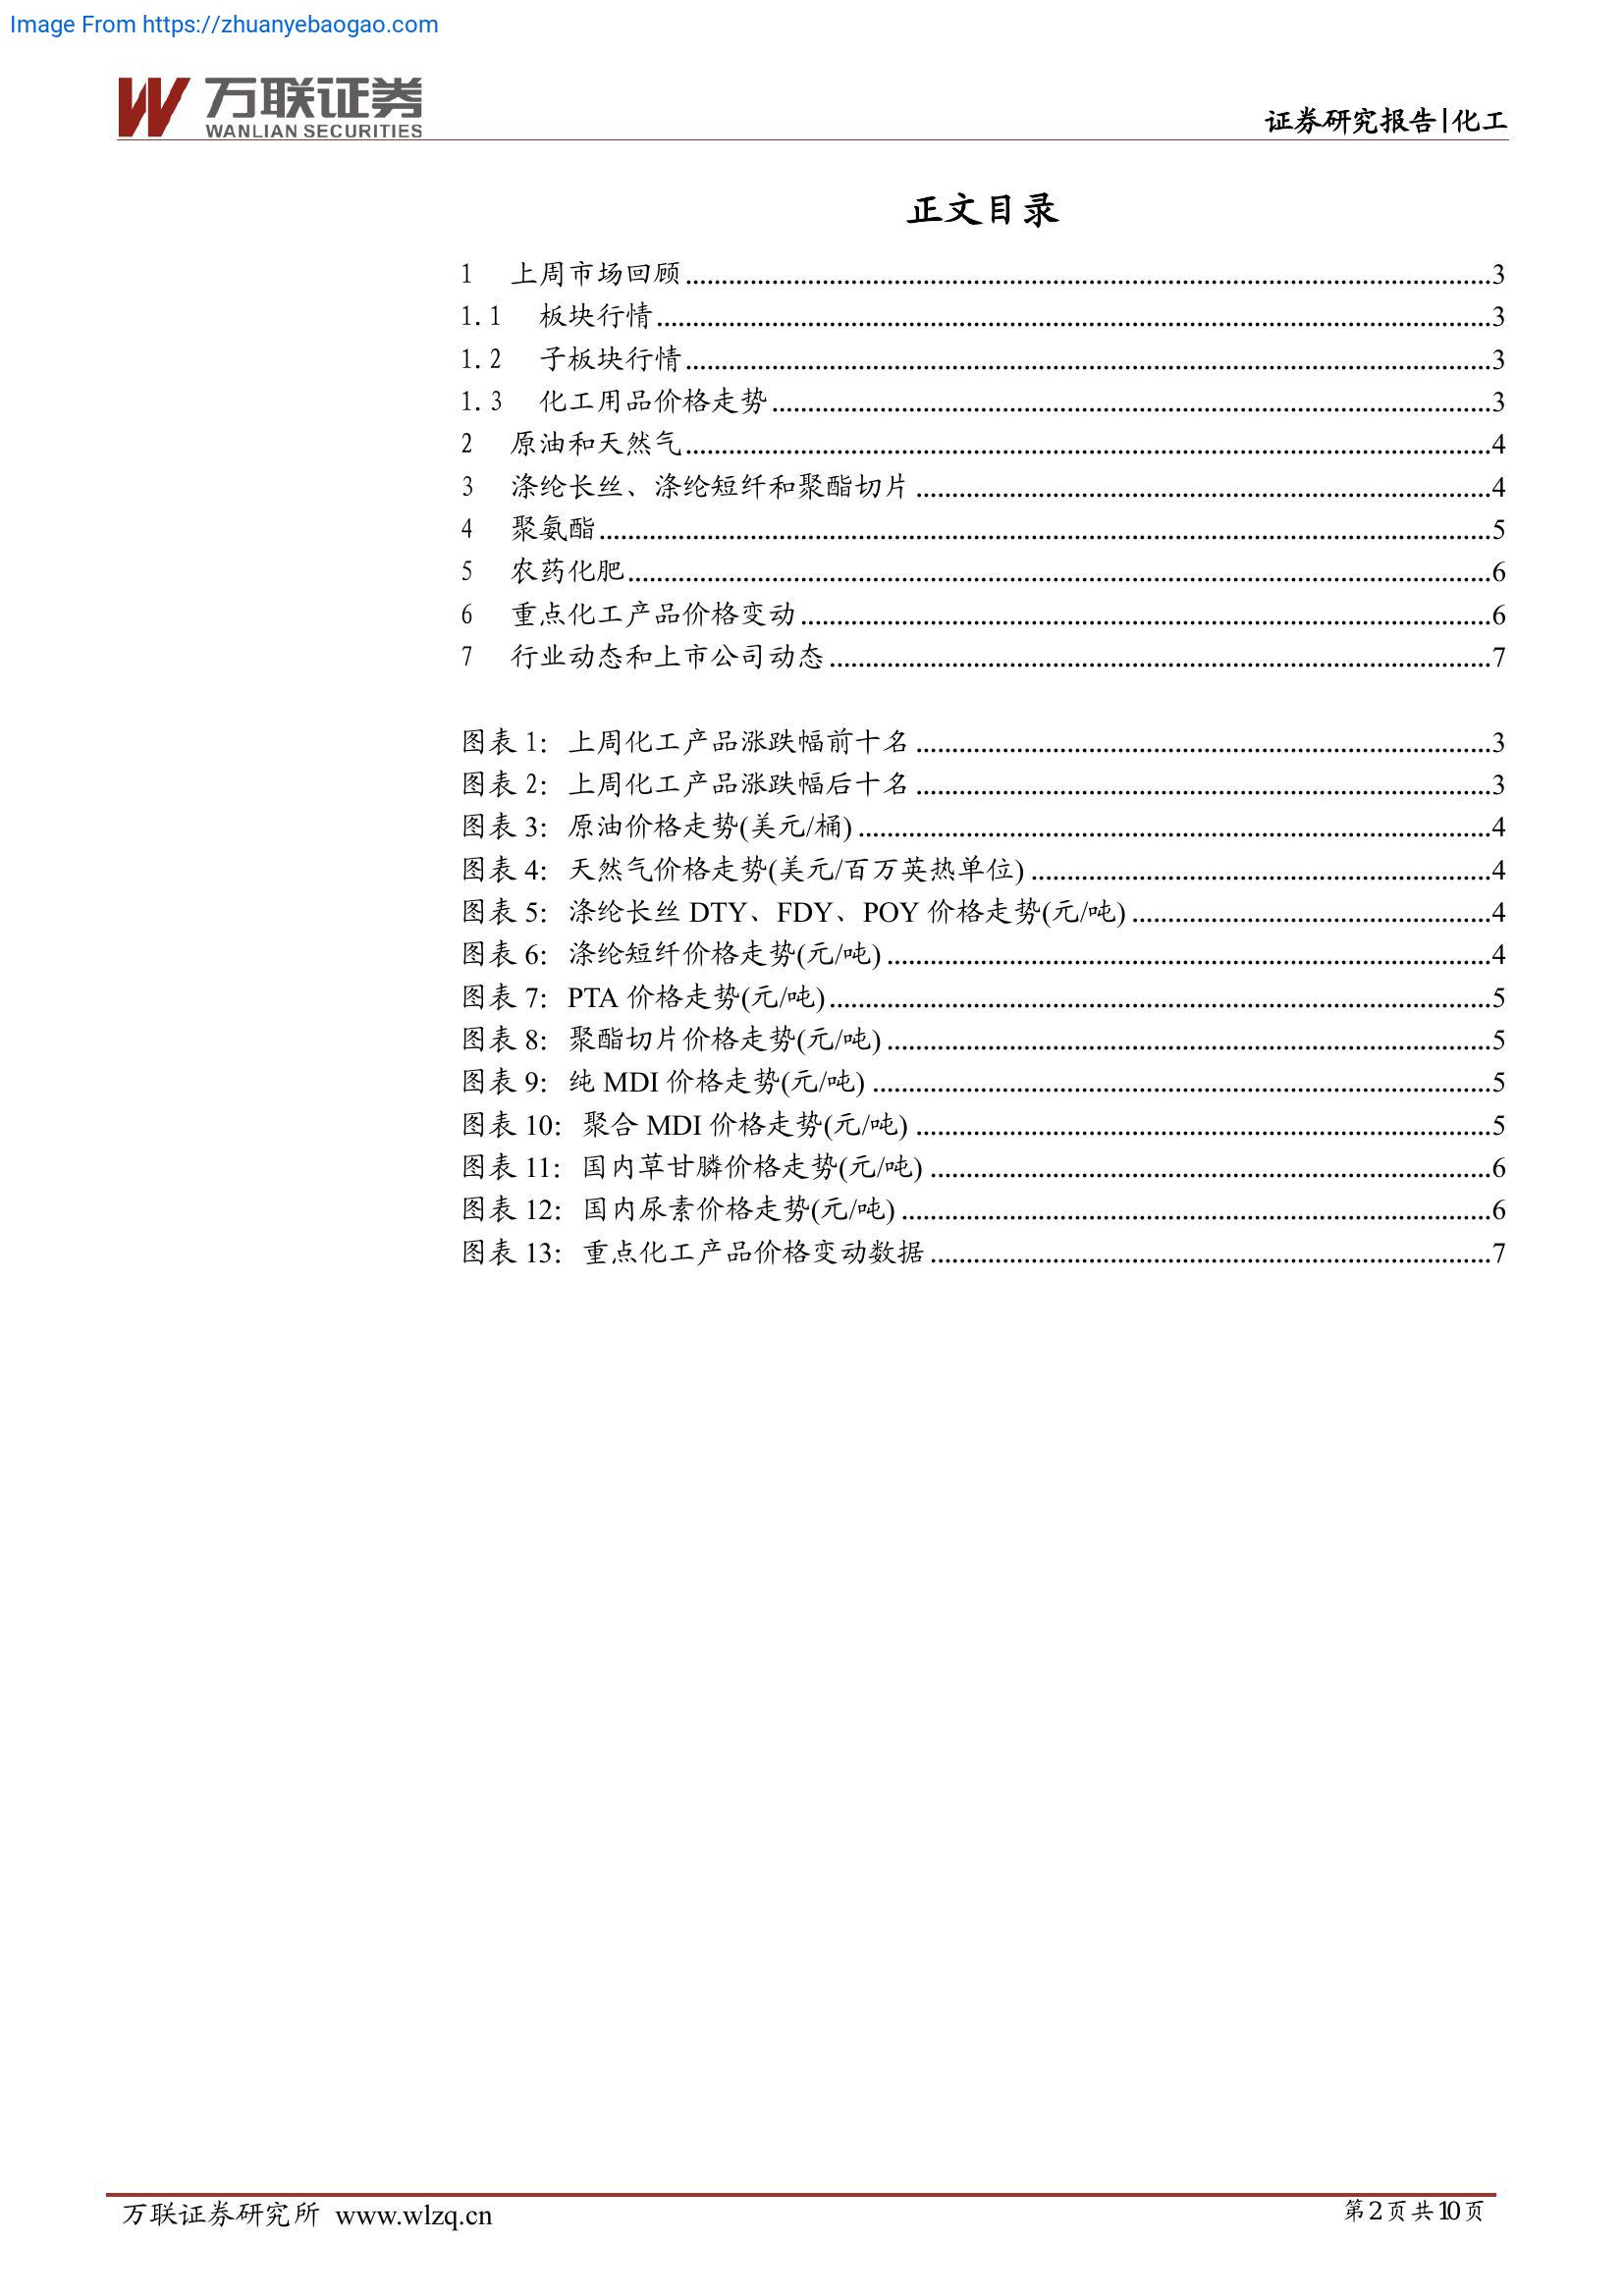 Image From https://zhuanyebaogao.com
万联证券
WANLIAN SECURITIES
证券研究报告|化工
正文目录
1 上周市场回顾 3
1.1 板块行情 3
1.2 子板块行情 3
1.3 化工用品价格走势 3
2 原油和天然气 4
3 涤纶长丝、涤纶短纤和聚酯切片 4
4 聚氨酯 5
5 农药化肥 6
6 重点化工产品价格变动 6
7 行业动态和上市公司动态 7
图表 1：上周化工产品涨跌幅前十名 3
图表 2：上周化工产品涨跌幅后十名 3
图表 3：原油价格走势(美元/桶) 4
图表 4：天然气价格走势(美元/百万英热单位) 4
图表 5：涤纶长丝 DTY、FDY、POY 价格走势(元/吨) 4
图表 6：涤纶短纤价格走势(元/吨) 4
图表 7：PTA 价格走势(元/吨) 5
图表 8：聚酯切片价格走势(元/吨) 5
图表 9：纯 MDI 价格走势(元/吨) 5
图表 10：聚合 MDI 价格走势(元/吨) 5
图表 11：国内草甘膦价格走势(元/吨) 6
图表 12：国内尿素价格走势(元/吨) 6
图表 13：重点化工产品价格变动数据 7
万联证券研究所 www.wlzq.cn
第2页共10页